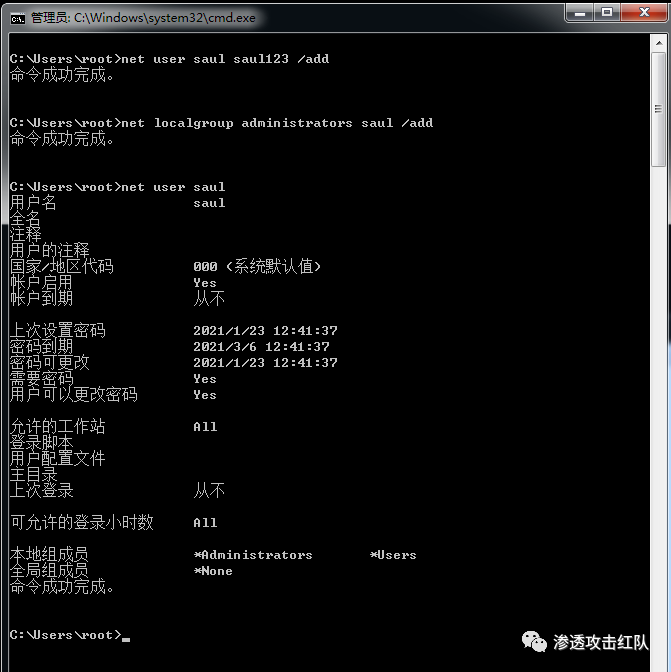 管理员: C:\Windows\system32\cmd.exe
C:\Users\root>net user saul saul123 /add
命令成功完成。
C:\Users\root>net localgroup administrators saul /add
命令成功完成。
C:\Users\root>net user saul
用户名 saul
全名
注释
用户的注释
国家/地区代码 000 (系统默认值)
帐户启用 Yes
帐户到期 从不
上次设置密码 2021/1/23 12:41:37
密码到期 2021/3/6 12:41:37
密码可更改 2021/1/23 12:41:37
需要密码 Yes
用户可以更改密码 Yes
允许的工作站 All
登录脚本
用户配置文件
主目录
上次登录 从不
可允许的登录小时数 All
本地组成员 *Administrators *Users
全局组成员 *None
命令成功完成。
C:\Users\root>_
渗透攻击红队